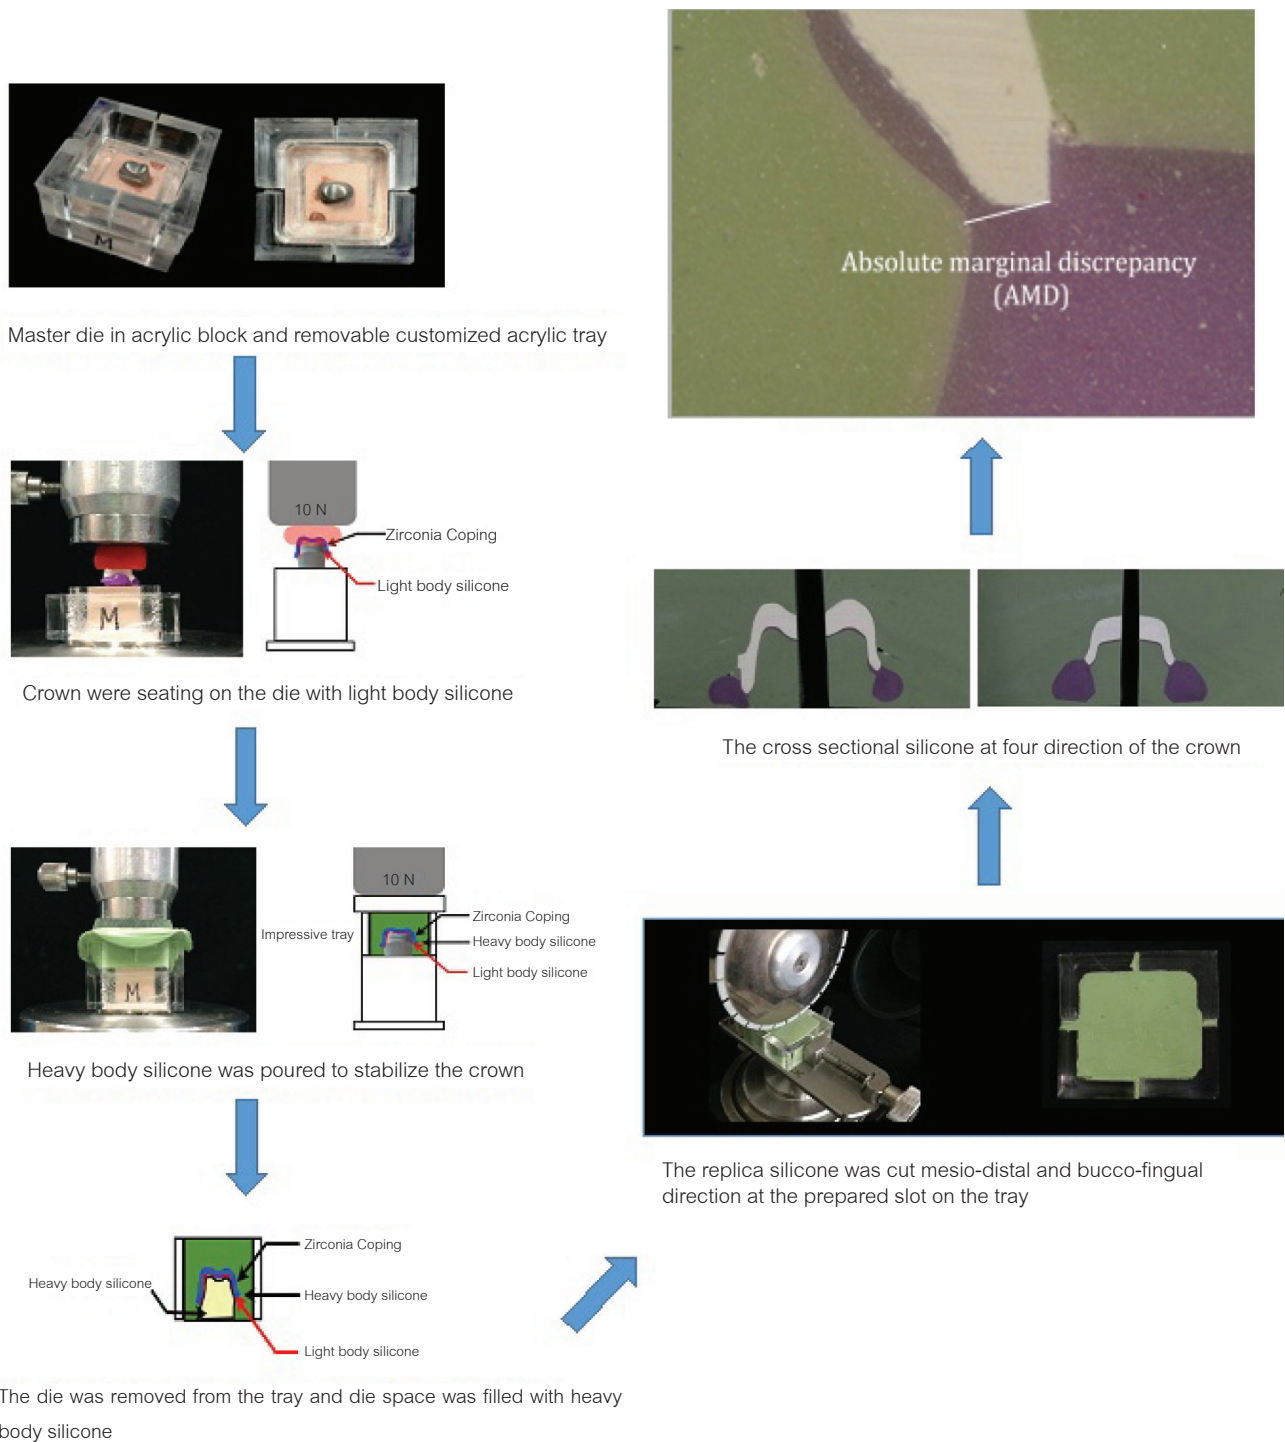 M
Master die in acrylic block and removable customized acrylic tray
10 N
Zirconia Coping
Light body silicone
M
Crown were seating on the die with light body silicone
10 N
Zirconia Coping
Impressive tray
Heavy body silicone
Light body silicone
M
Heavy body silicone was poured to stabilize the crown
Zirconia Coping
Heavy body silicone
Heavy body silicone
Light body silicone
The die was removed from the tray and die space was filled with heavy
body silicone
The replica silicone was cut mesio-distal and bucco-fingual
direction at the prepared slot on the tray
The cross sectional silicone at four direction of the crown
Absolute marginal discrepancy
(AMD)